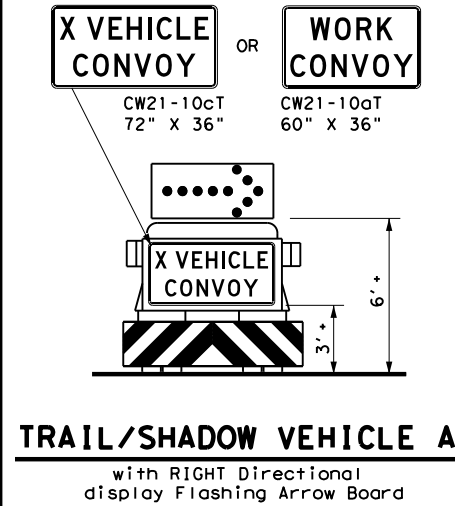 X VEHICLE
CONVOY
OR
WORK
CONVOY
CW21-10cT
72" X 36"
CW21-10aT
60" X 36"
X VEHICLE
CONVOY
3' +
6' +
TRAIL/SHADOW VEHICLE A
with RIGHT Directional
display Flashing Arrow Board